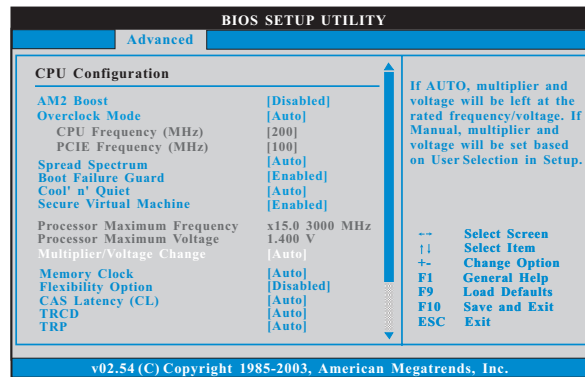 BIOS SETUP UTILITY
Advanced
CPU Configuration
AM2 Boost [Disabled]
Overclock Mode [Auto]
CPU Frequency (MHz) [200]
PCIE Frequency (MHz) [100]
Spread Spectrum [Auto]
Boot Failure Guard [Enabled]
Cool' n' Quiet [Auto]
Secure Virtual Machine [Enabled]
Processor Maximum Frequency x15.0 3000 MHz
Processor Maximum Voltage 1.400 V
Multiplier/Voltage Change [Auto]
Memory Clock [Auto]
Flexibility Option [Disabled]
CAS Latency (CL) [Auto]
TRCD [Auto]
TRP [Auto]
If AUTO, multiplier and
voltage will be left at the
rated frequency/voltage. If
Manual, multiplier and
voltage will be set based
on User Selection in Setup.
←→ Select Screen
↑↓ Select Item
+- Change Option
F1 General Help
F9 Load Defaults
F10 Save and Exit
ESC Exit
v02.54 (C) Copyright 1985-2003, American Megatrends, Inc.